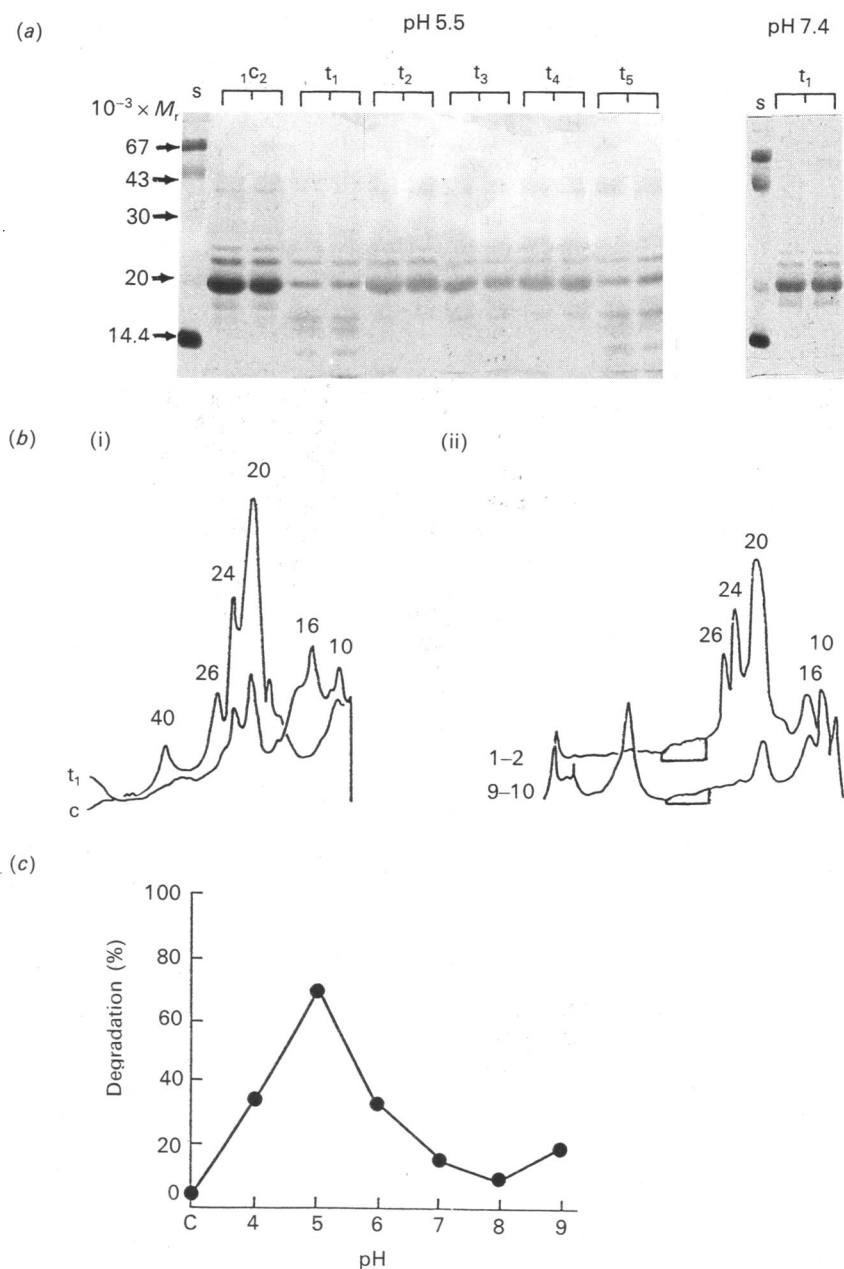 (a)
pH 5.5
pH 7.4
s
₁c₂
t₁
t₂
t₃
t₄
t₅
s
t₁
10⁻³ × Mᵣ
67
43
30
20
14.4
(b)
(i)
(ii)
20
24
26
40
16
10
t₁
c
20
24
26
10
16
1–2
9–10
(c)
100
80
60
40
20
0
Degradation (%)
C 4 5 6 7 8 9
pH